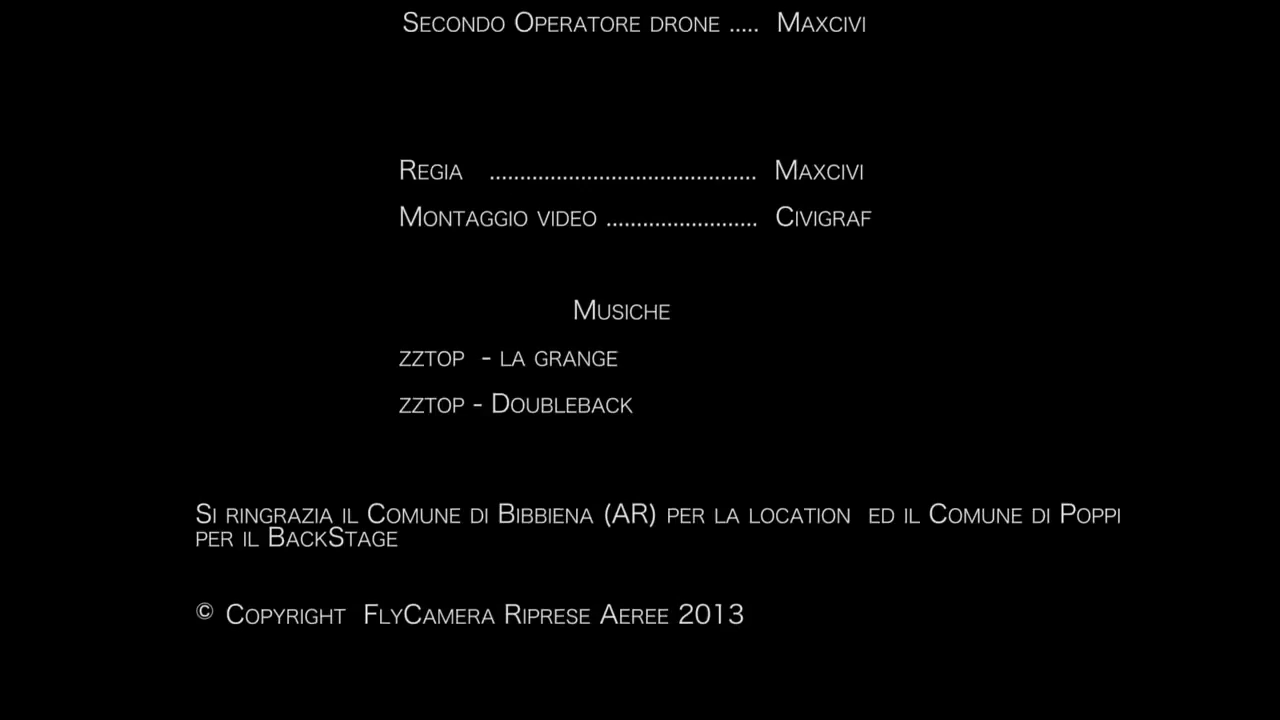 Secondo Operatore drone ..... Maxcivi
Regia ............................................ Maxcivi
Montaggio video ......................... Civigraf
Musiche
zztop - la grange
zztop - Doubleback
Si ringrazia il Comune di Bibbiena (AR) per la location ed il Comune di Poppi
per il BackStage
© Copyright FlyCamera Riprese Aeree 2013